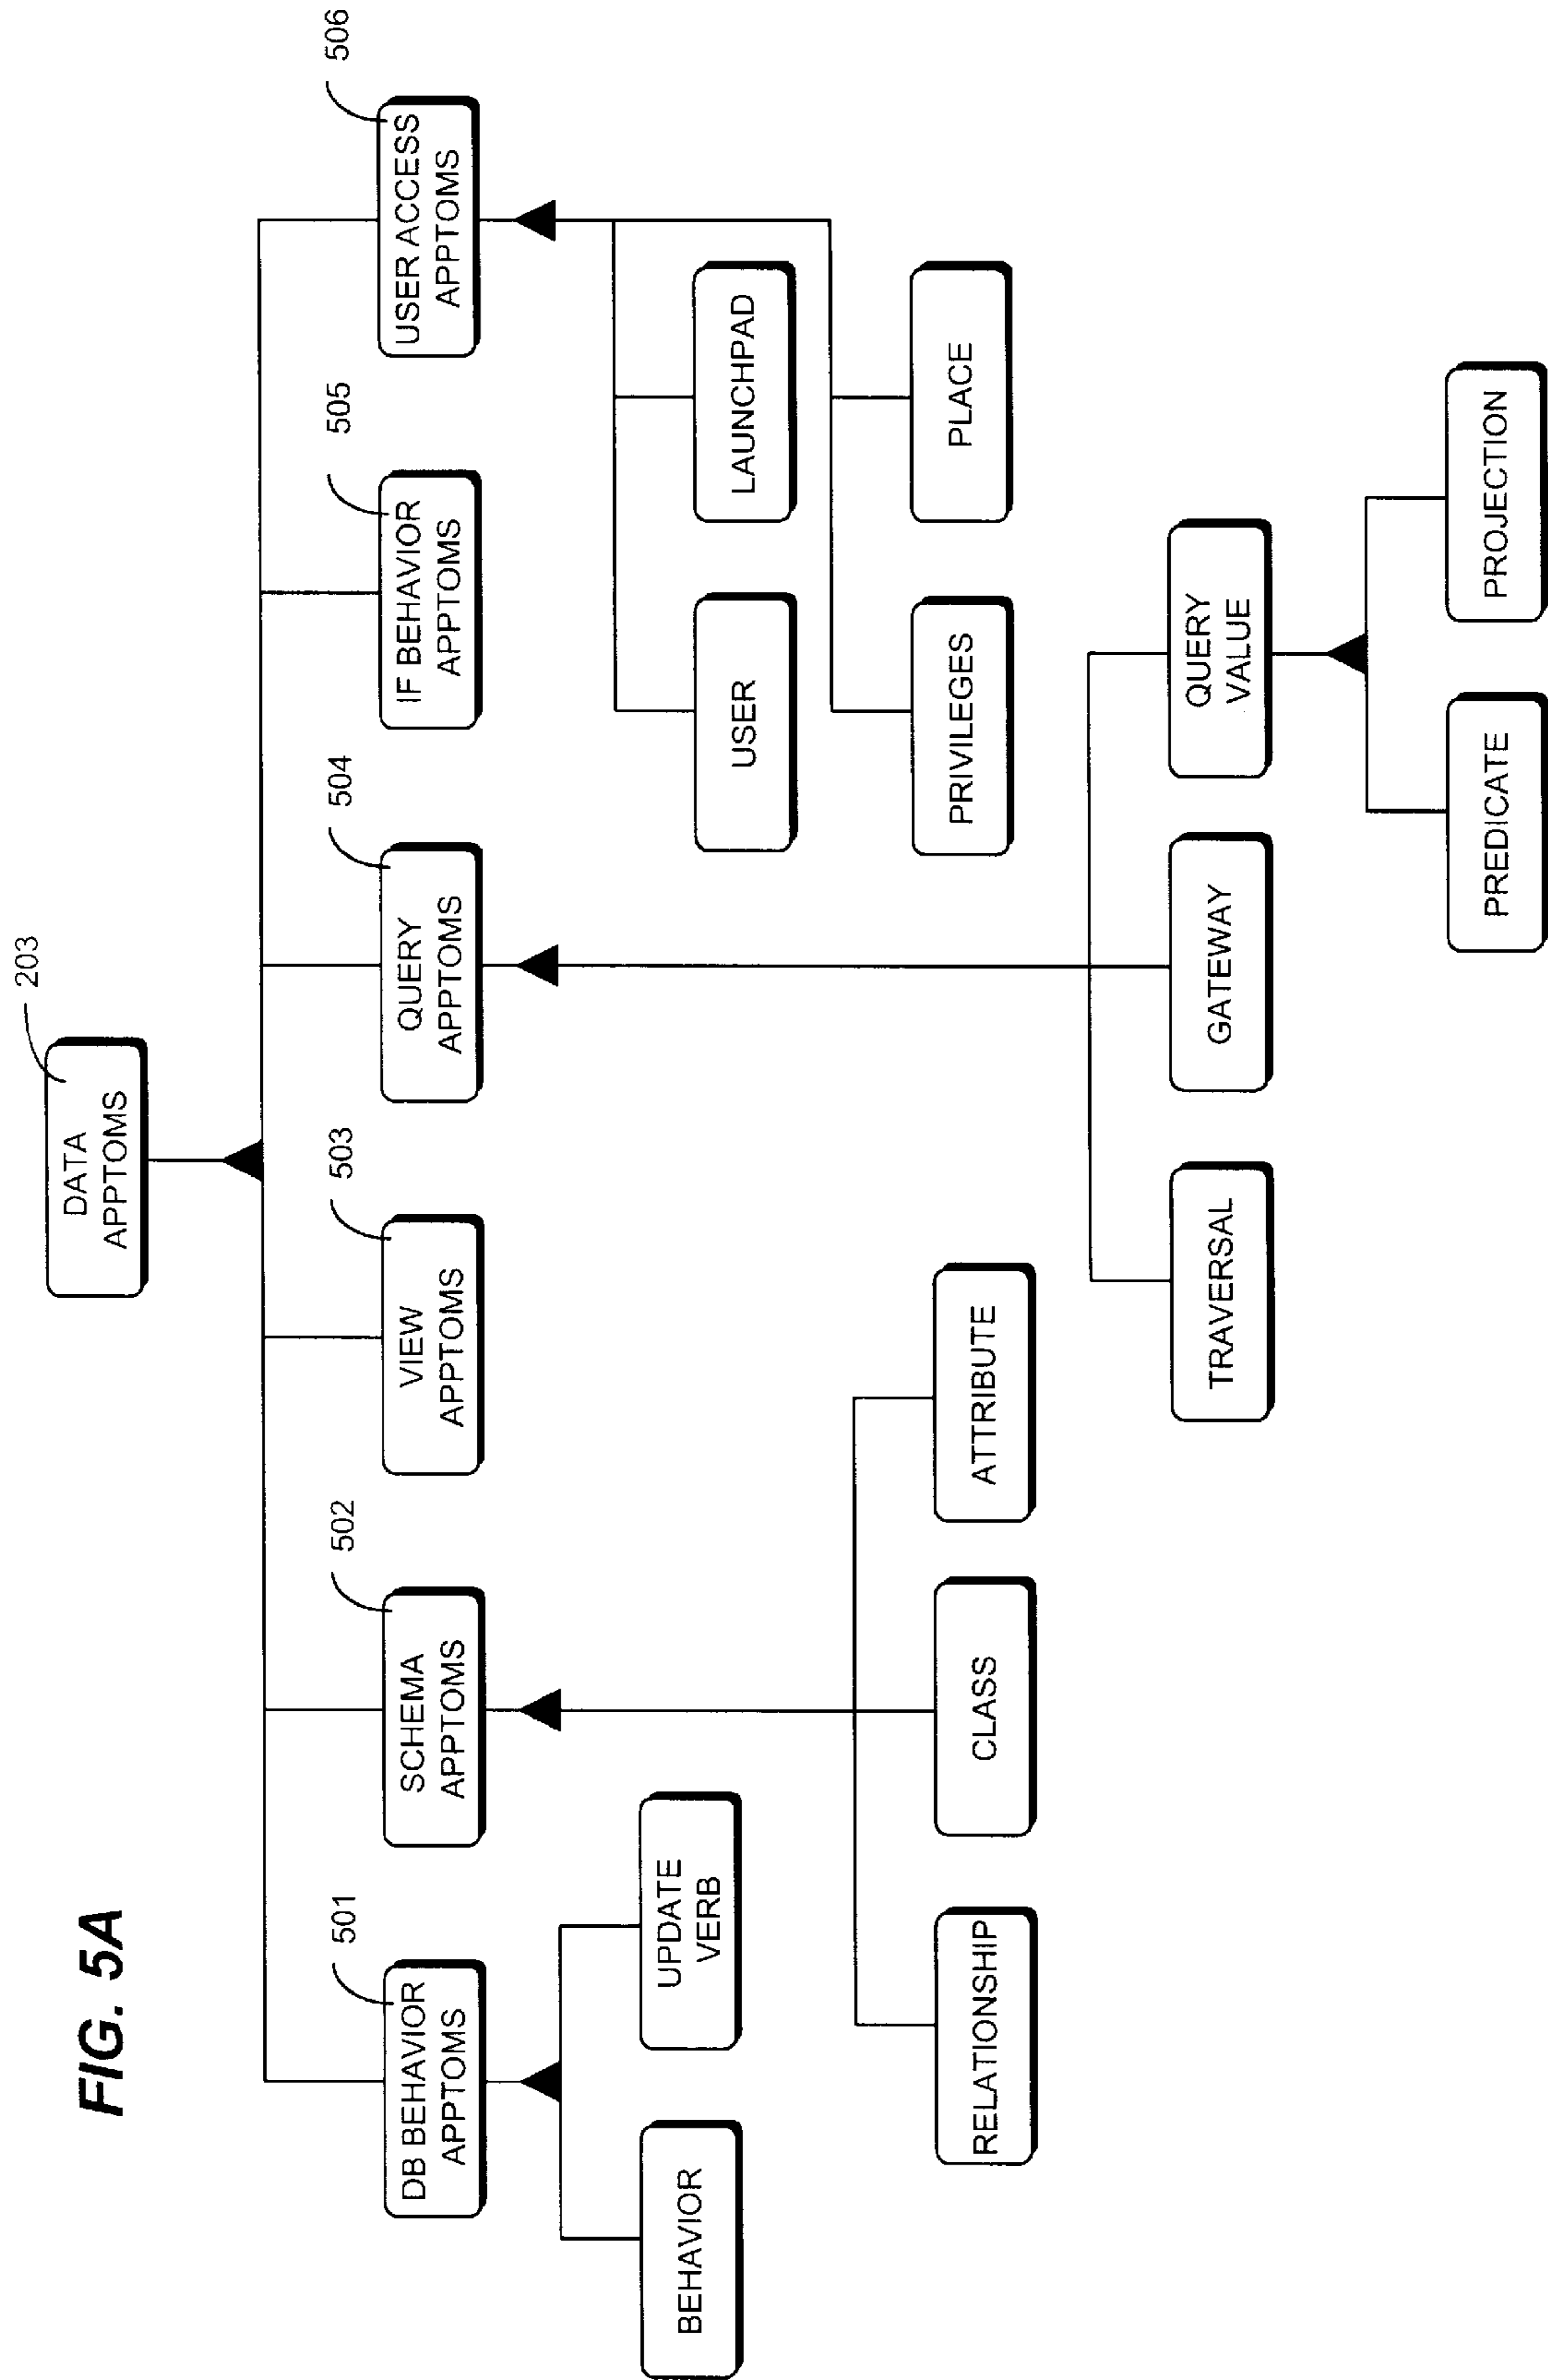 FIG. 5A
203
DATA
APPTOMS
501
502
503
504
505
506
DB BEHAVIOR
APPTOMS
SCHEMA
APPTOMS
VIEW
APPTOMS
QUERY
APPTOMS
IF BEHAVIOR
APPTOMS
USER ACCESS
APPTOMS
BEHAVIOR
UPDATE
VERB
USER
LAUNCHPAD
RELATIONSHIP
CLASS
ATTRIBUTE
PRIVILEGES
PLACE
TRAVERSAL
GATEWAY
QUERY
VALUE
PREDICATE
PROJECTION